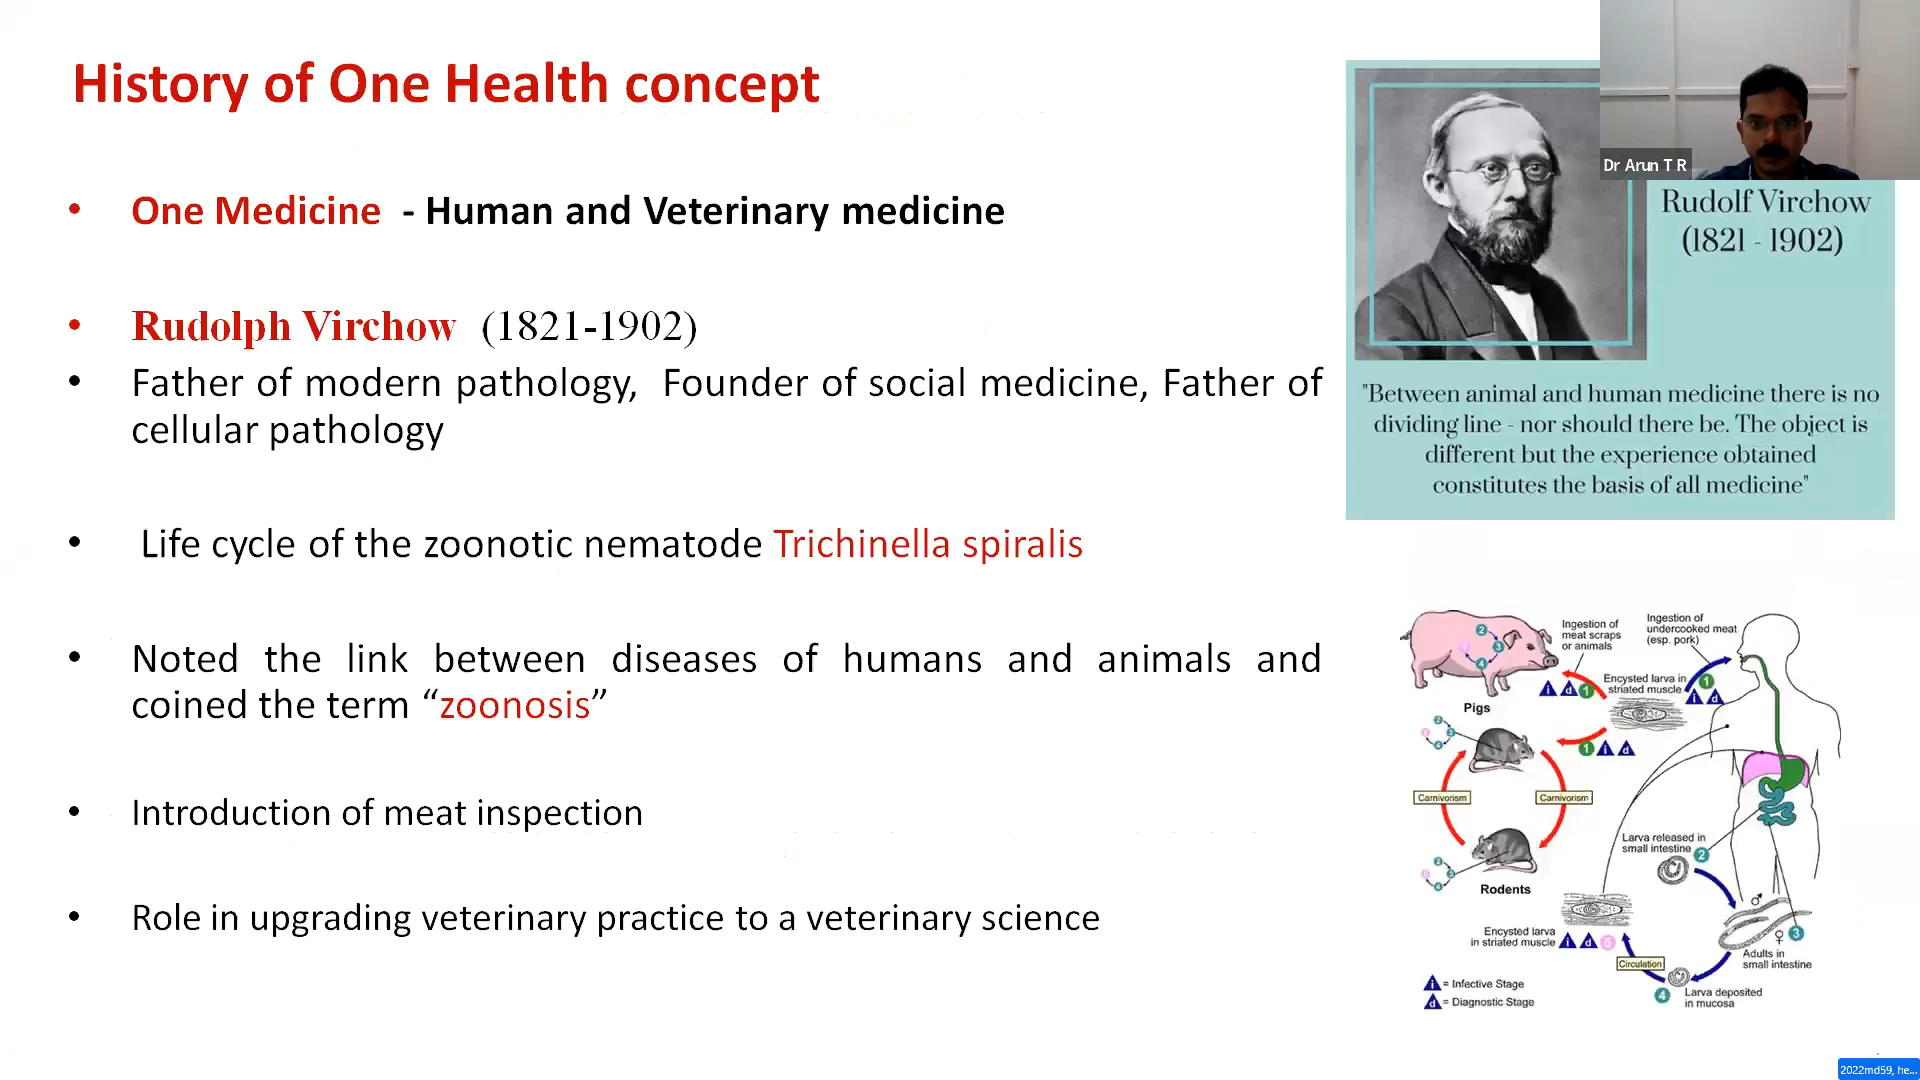 History of One Health concept
• One Medicine - Human and Veterinary medicine
• Rudolph Virchow (1821-1902)
• Father of modern pathology, Founder of social medicine, Father of
cellular pathology
• Life cycle of the zoonotic nematode Trichinella spiralis
• Noted the link between diseases of humans and animals and
coined the term “zoonosis”
• Introduction of meat inspection
• Role in upgrading veterinary practice to a veterinary science
Dr Arun T R
Rudolf Virchow
(1821 - 1902)
"Between animal and human medicine there is no
dividing line - nor should there be. The object is
different but the experience obtained
constitutes the basis of all medicine"
Ingestion of
meat scraps
or animals
Ingestion of
undercooked meat
(esp. pork)
Encysted larva in
striated muscle
Pigs
Carnivorism
Carnivorism
Rodents
Larva released in
small intestine
2
Encysted larva
in striated muscle
i d 5
Circulation
♂
♀
3
Adults in
small intestine
4
Larva deposited
in mucosa
i = Infective Stage
d = Diagnostic Stage
2022md59, he...